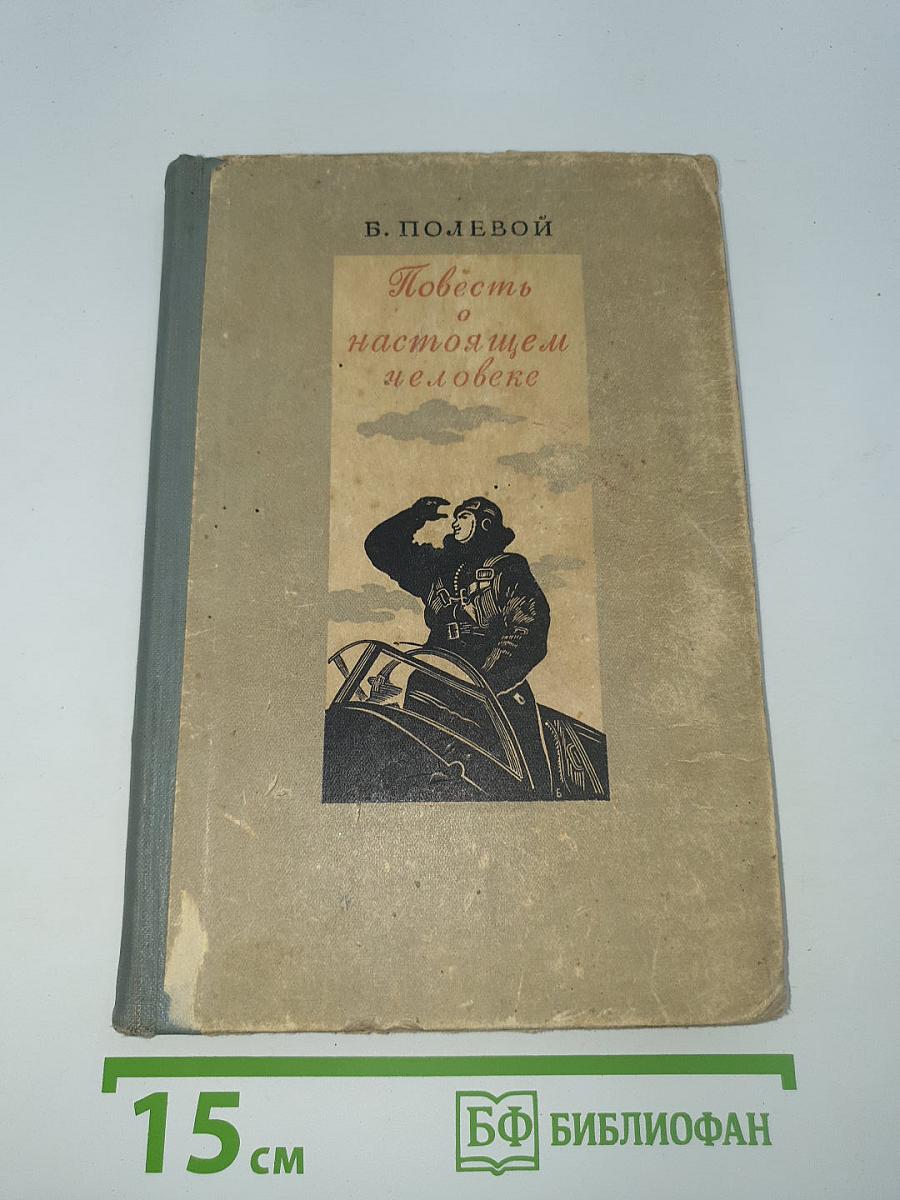 Б. ПОЛЕВОЙ
Повесть
о
настоящем
человеке
Б
15 см
БФ БИБЛИОФАН